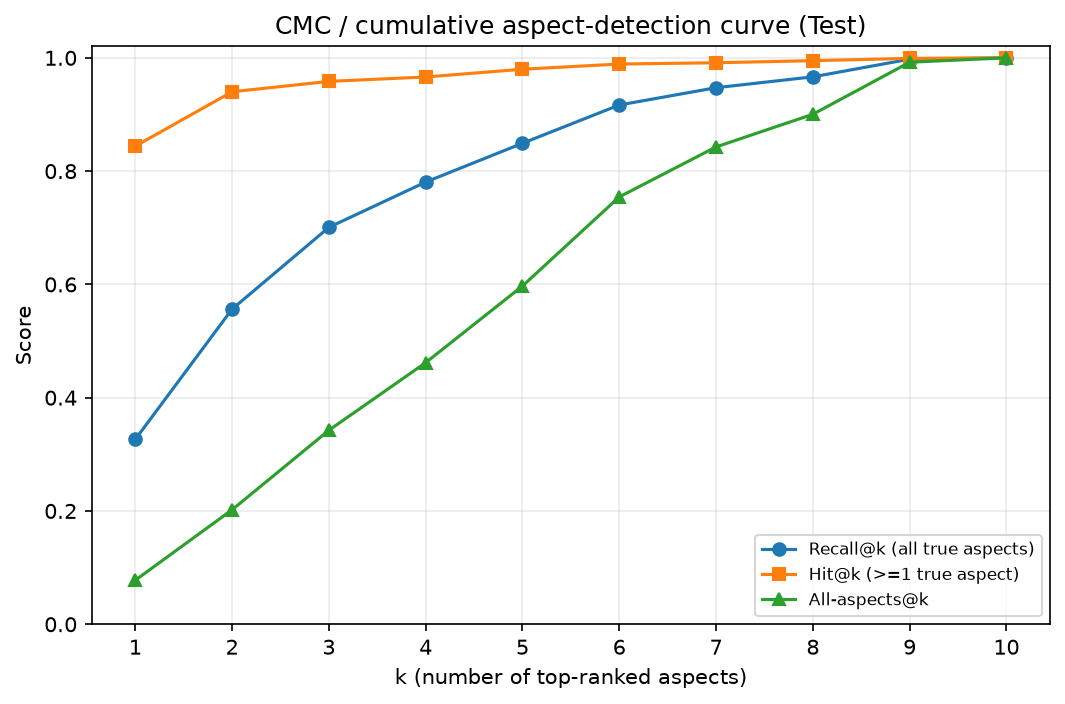 CMC / cumulative aspect-detection curve (Test)
Score
1.0
0.8
0.6
0.4
0.2
0.0
Recall@k (all true aspects)
Hit@k (>=1 true aspect)
All-aspects@k
1 2 3 4 5 6 7 8 9 10
k (number of top-ranked aspects)